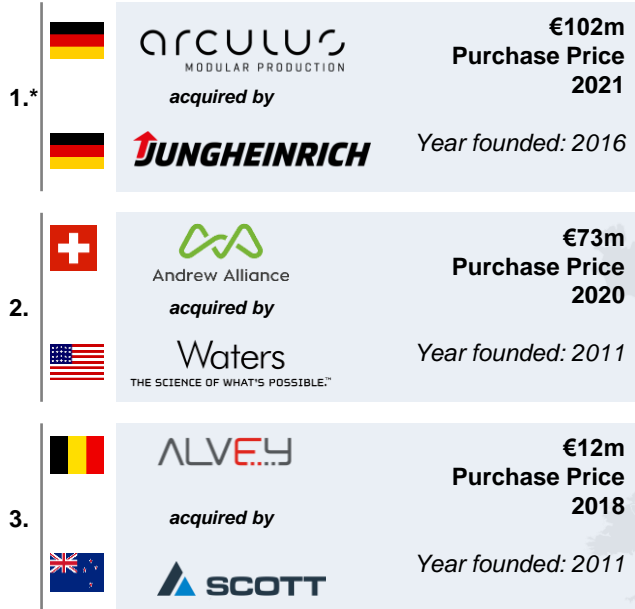 1.*
arculus
MODULAR PRODUCTION
acquired by
JUNGHEINRICH
€102m
Purchase Price
2021
Year founded: 2016
2.
Andrew Alliance
acquired by
Waters
THE SCIENCE OF WHAT'S POSSIBLE.™
€73m
Purchase Price
2020
Year founded: 2011
3.
ALVEY
acquired by
SCOTT
€12m
Purchase Price
2018
Year founded: 2011